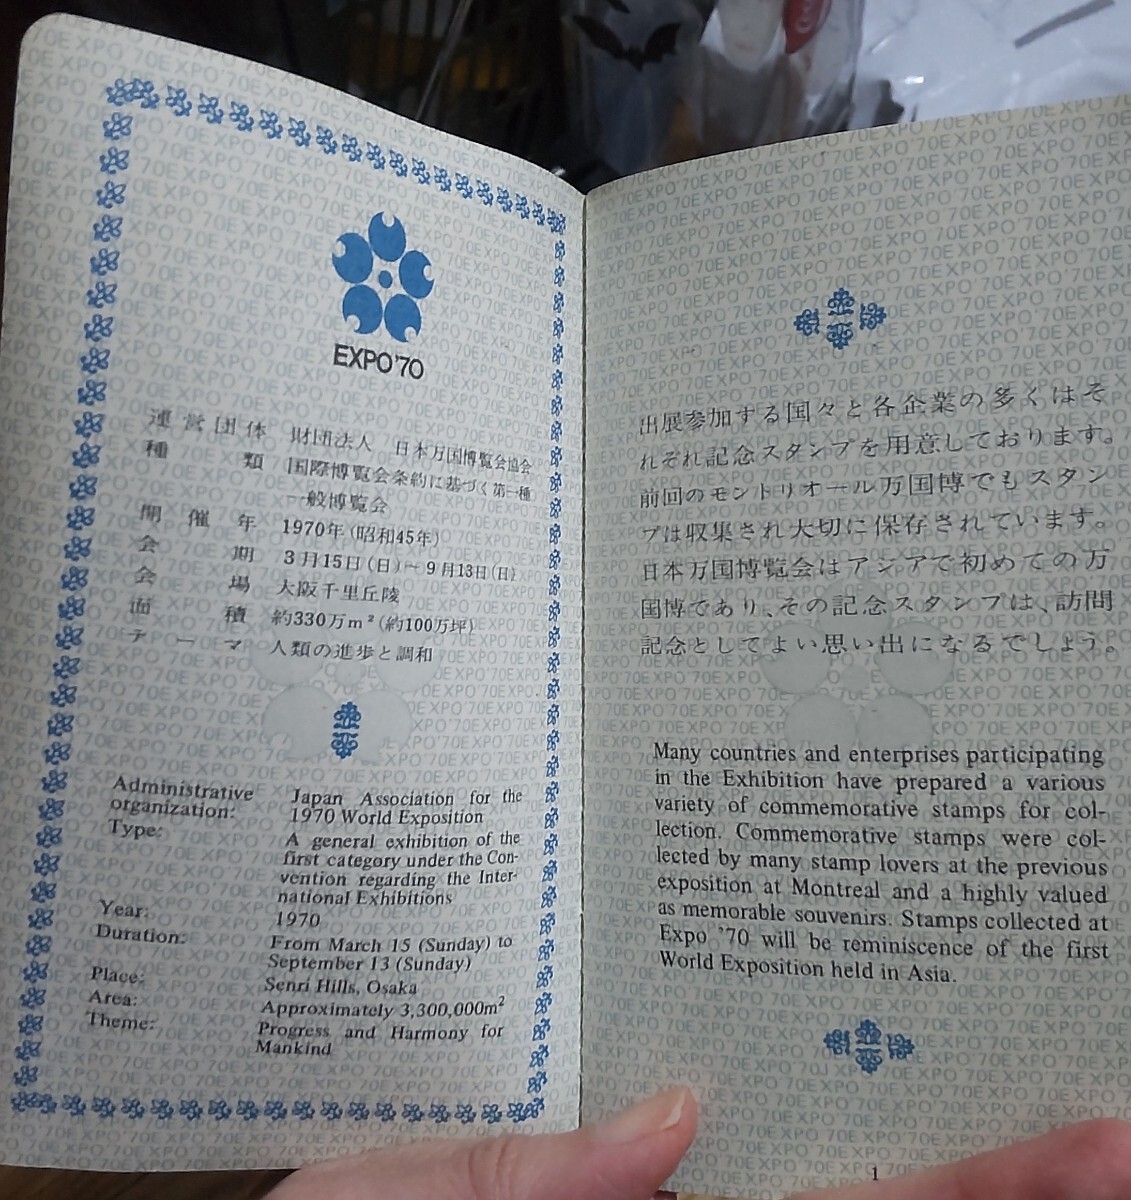 EXPO'70
運営団体 財団法人 日本万国博覧会協会
種類 国際博覧会条約に基づく第一種
一般博覧会
開催年 1970年(昭和45年)
会期 3月15日(日)~9月13日(日)
会場 大阪千里丘陵
面積 約330万m²(約100万坪)
テーマ 人類の進歩と調和
Administrative organization: Japan Association for the
1970 World Exposition
Type: A general exhibition of the
first category under the Con-
vention regarding the Inter-
national Exhibitions
Year: 1970
Duration: From March 15 (Sunday) to
September 13 (Sunday)
Place: Senri Hills, Osaka
Area: Approximately 3,300,000m²
Theme: Progress and Harmony for
Mankind
出展参加する国々と各企業の多くはそ
れぞれ記念スタンプを用意しております。
前回のモントリオール万国博でもスタン
プは収集され大切に保存されています。
日本万国博覧会はアジアで初めての万
国博であり、その記念スタンプは、訪問
記念としてよい思い出になるでしょう。
Many countries and enterprises participating
in the Exhibition have prepared a various
variety of commemorative stamps for col-
lection. Commemorative stamps were col-
lected by many stamp lovers at the previous
exposition at Montreal and a highly valued
as memorable souvenirs. Stamps collected at
Expo '70 will be reminiscence of the first
World Exposition held in Asia.
1